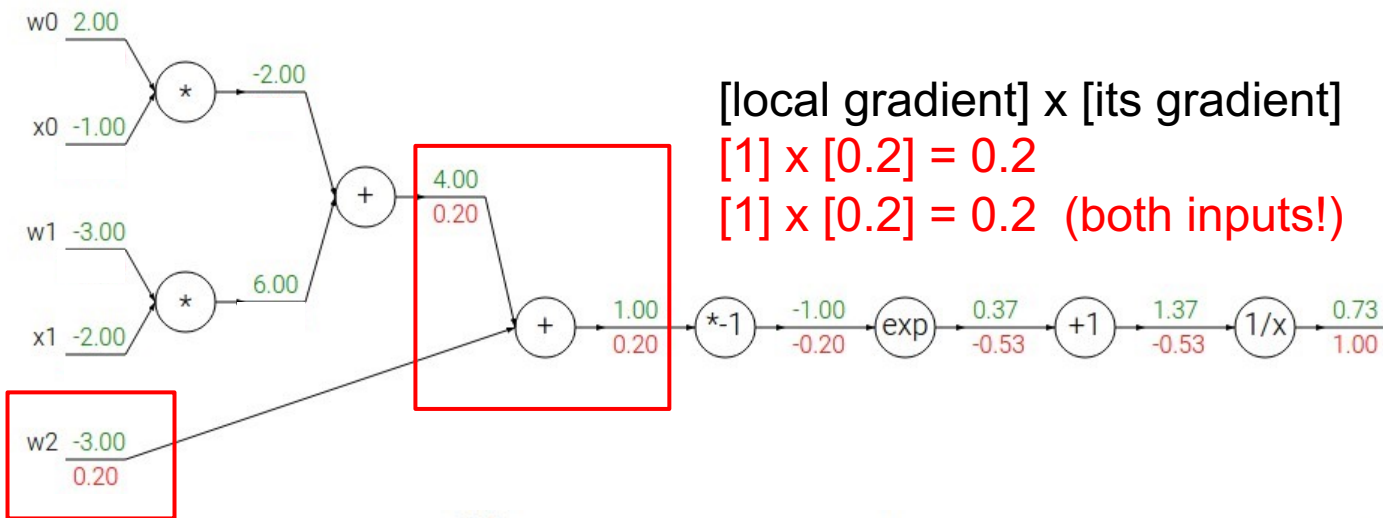 w0 2.00
*
-2.00
x0 -1.00
[local gradient] x [its gradient]
[1] x [0.2] = 0.2
[1] x [0.2] = 0.2 (both inputs!)
+
4.00
0.20
w1 -3.00
*
6.00
x1 -2.00
+
1.00
0.20
*-1
-1.00
-0.20
exp
0.37
-0.53
+1
1.37
-0.53
1/x
0.73
1.00
w2 -3.00
0.20